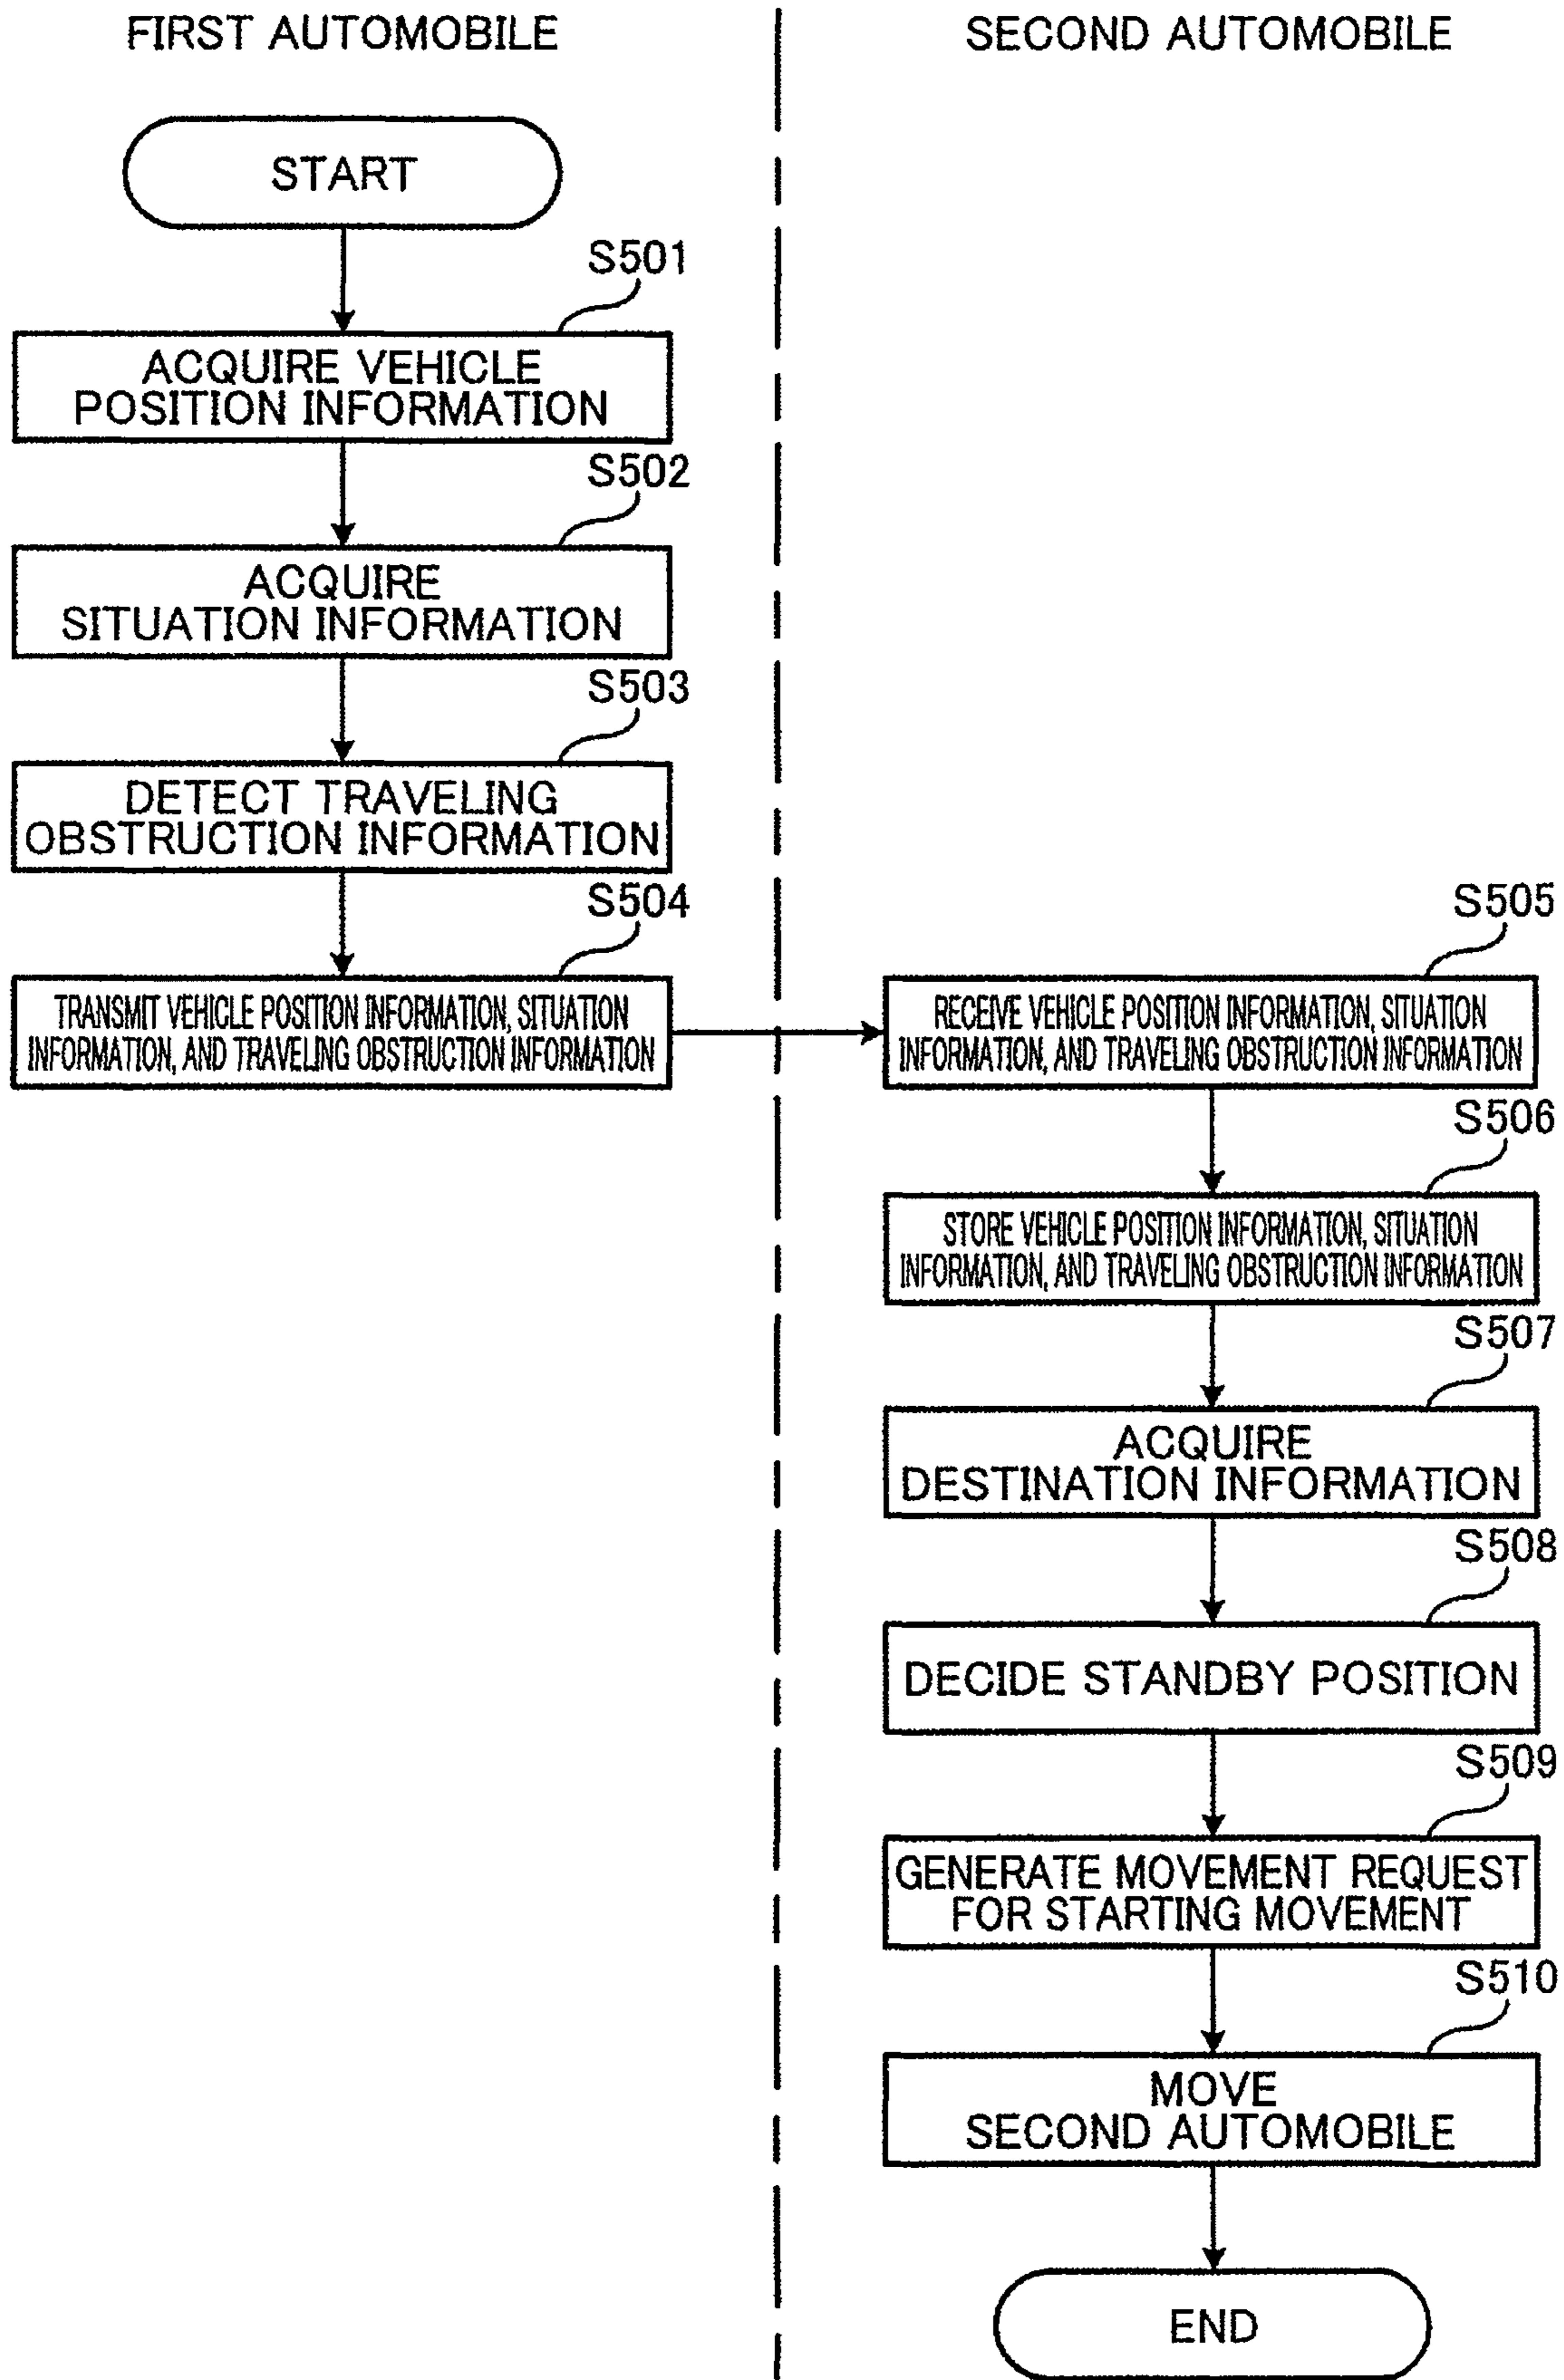 FIRST AUTOMOBILE
SECOND AUTOMOBILE
START
S501
ACQUIRE VEHICLE
POSITION INFORMATION
S502
ACQUIRE
SITUATION INFORMATION
S503
DETECT TRAVELING
OBSTRUCTION INFORMATION
S504
TRANSMIT VEHICLE POSITION INFORMATION, SITUATION
INFORMATION, AND TRAVELING OBSTRUCTION INFORMATION
S505
RECEIVE VEHICLE POSITION INFORMATION, SITUATION
INFORMATION, AND TRAVELING OBSTRUCTION INFORMATION
S506
STORE VEHICLE POSITION INFORMATION, SITUATION
INFORMATION, AND TRAVELING OBSTRUCTION INFORMATION
S507
ACQUIRE
DESTINATION INFORMATION
S508
DECIDE STANDBY POSITION
S509
GENERATE MOVEMENT REQUEST
FOR STARTING MOVEMENT
S510
MOVE
SECOND AUTOMOBILE
END